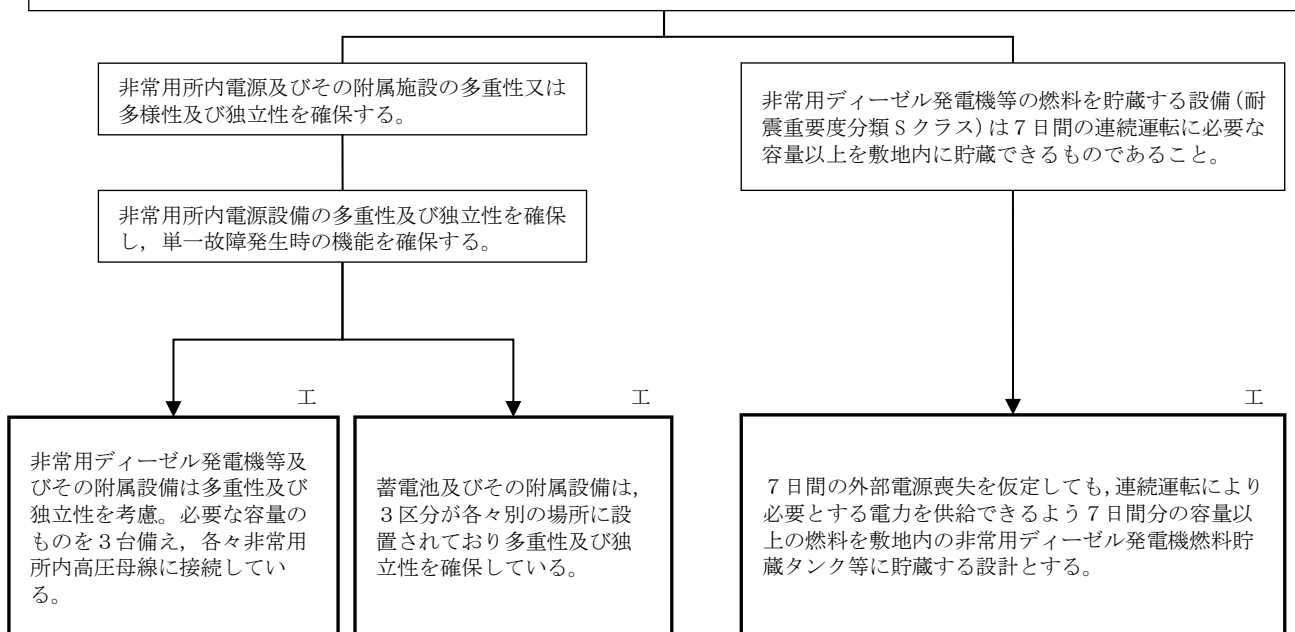 非常用所内電源及びその附属施設の多重性又は
多様性及び独立性を確保する。
非常用ディーゼル発電機等の燃料を貯蔵する設備(耐
震重要度分類Ｓクラス)は７日間の連続運転に必要な
容量以上を敷地内に貯蔵できるものであること。
非常用所内電源設備の多重性及び独立性を確保
し，単一故障発生時の機能を確保する。
工
非常用ディーゼル発電機等及
びその附属設備は多重性及び
独立性を考慮。必要な容量の
ものを３台備え，各々非常用
所内高圧母線に接続してい
る。
工
蓄電池及びその附属設備は，
３区分が各々別の場所に設
置されており多重性及び独
立性を確保している。
工
７日間の外部電源喪失を仮定しても，連続運転により
必要とする電力を供給できるよう７日間分の容量以
上の燃料を敷地内の非常用ディーゼル発電機燃料貯
蔵タンク等に貯蔵する設計とする。